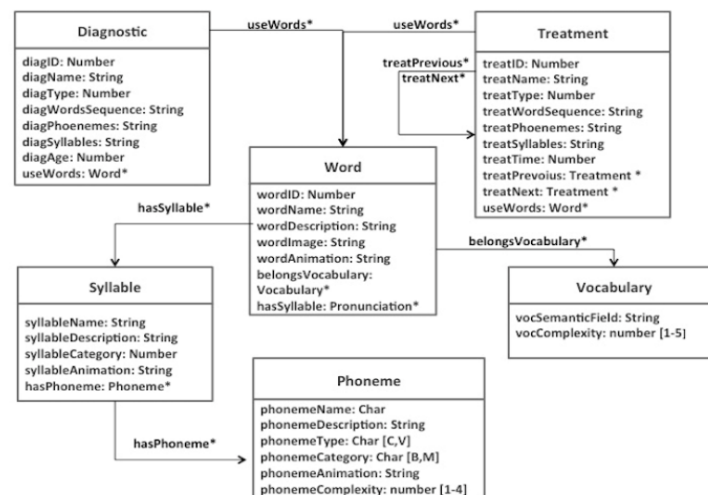 Diagnostic
diagID: Number
diagName: String
diagType: Number
diagWordsSequence: String
diagPhoenemes: String
diagSyllables: String
diagAge: Number
useWords: Word*
useWords*
useWords*
Treatment
treatID: Number
treatName: String
treatType: Number
treatWordSequence: String
treatPhoenemes: String
treatSyllables: String
treatTime: Number
treatPrevoius: Treatment *
treatNext: Treatment *
useWords: Word*
treatPrevious*
treatNext*
Word
wordID: Number
wordName: String
wordDescription: String
wordImage: String
wordAnimation: String
belongsVocabulary:
Vocabulary*
hasSyllable: Pronunciation*
hasSyllable*
belongsVocabulary*
Syllable
syllableName: String
syllableDescription: String
syllableCategory: Number
syllableAnimation: String
hasPhoneme: Phoneme*
Vocabulary
vocSemanticField: String
vocComplexity: number [1-5]
hasPhoneme*
Phoneme
phonemeName: Char
phonemeDescription: String
phonemeType: Char [C,V]
phonemeCategory: Char [B,M]
phonemeAnimation: String
phonemeComplexity: number [1-4]